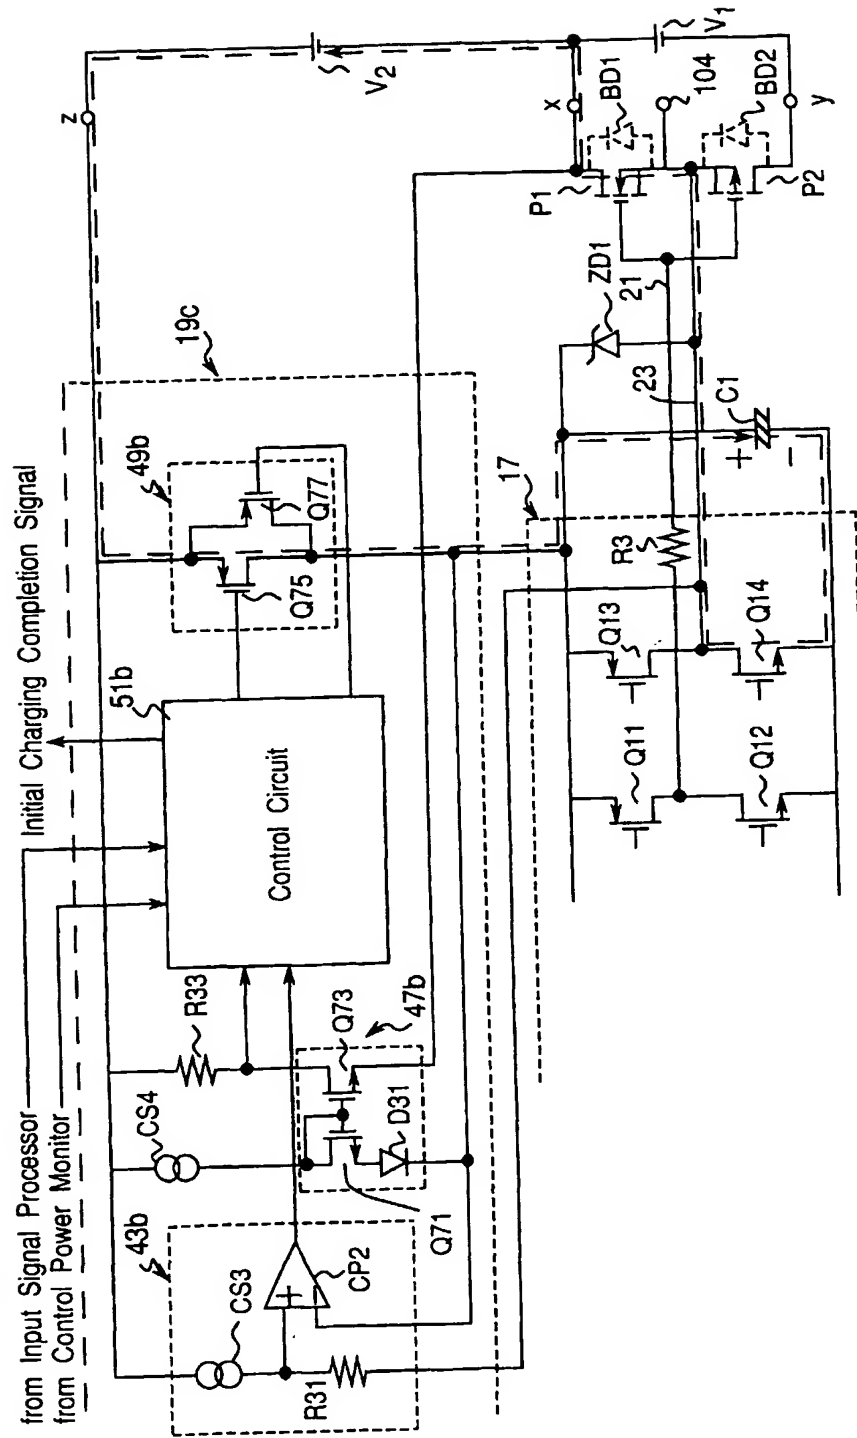 from Input Signal Processor
from Control Power Monitor
Initial Charging Completion Signal
z
19c
49b
51b
Q75
Q77
V2
Control Circuit
x
V1
BD1
P1
104
BD2
y
P2
CS4
R33
Q73
47b
D31
Q71
43b
CS3
CP2
R31
+
ZD1
21
23
C1
+
−
17
R3
Q13
Q11
Q14
Q12